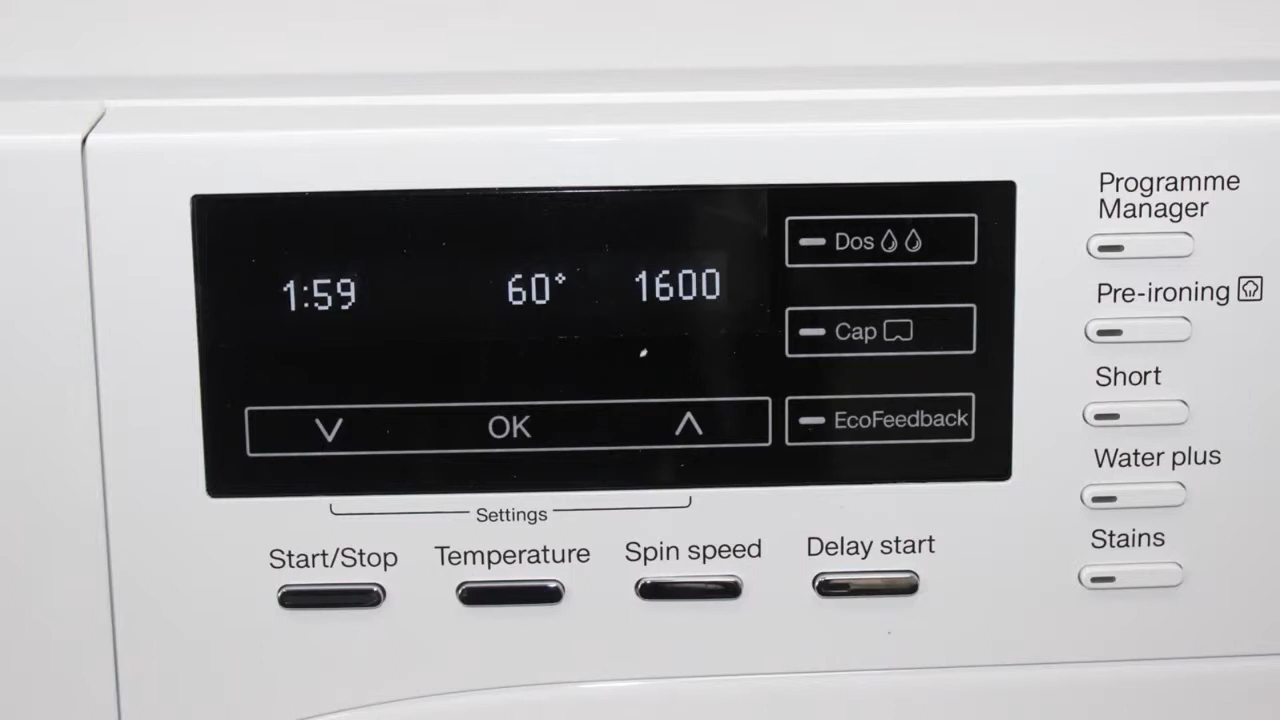 1:59 60° 1600
Dos
Cap
OK
EcoFeedback
Settings
Start/Stop
Temperature
Spin speed
Delay start
Programme
Manager
Pre-ironing
Short
Water plus
Stains